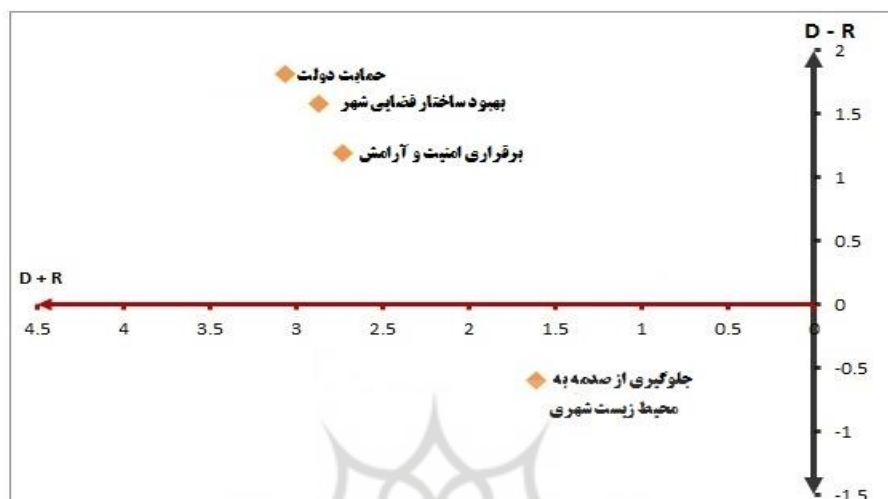 D - R
2
حمایت دولت
بهبود ساختار فضایی شهر
1.5
برقراری امنیت و آرامش
1
0.5
D + R
0
4.5 4 3.5 3 2.5 2 1.5 1 0.5 0
جلوگیری از صدمه به
-0.5
محیط زیست شهری
-1
-1.5